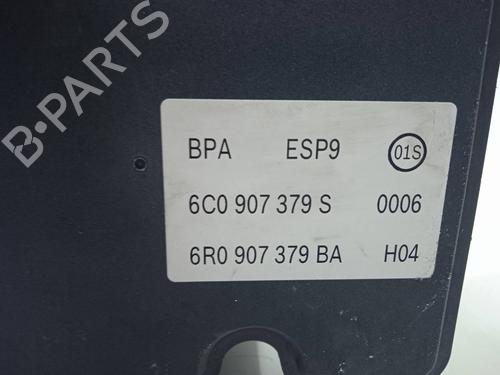 B-PARTS
BPA ESP9 01S
6C0 907 379 S 0006
6R0 907 379 BA H04